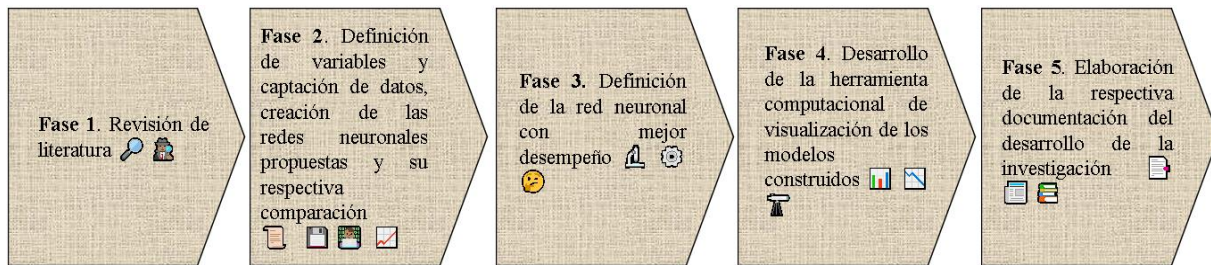 Fase 1. Revisión de
literatura
Fase 2. Definición
de variables y
captación de datos,
creación de las
redes neuronales
propuestas y su
respectiva
comparación
Fase 3. Definición
de la red neuronal
con mejor
desempeño
Fase 4. Desarrollo
de la herramienta
computacional de
visualización de los
modelos
construidos
Fase 5. Elaboración
de la respectiva
documentación del
desarrollo de la
investigación